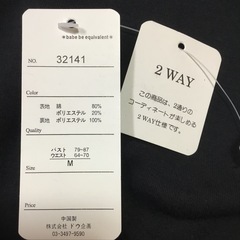 ＊babe be equivalent＊
NO. 32141
Color
表地 綿 80%
ポリエステル 20%
裏地 ポリエステル 100%
Quality
バスト 79-87
ウエスト 64-70
M
Size
Price
中国製
株式会社 ドウ企画
03-3497-9590
2 WAY
この商品は、2通りの
コーディネートが楽しめる
2 WAY仕様です。